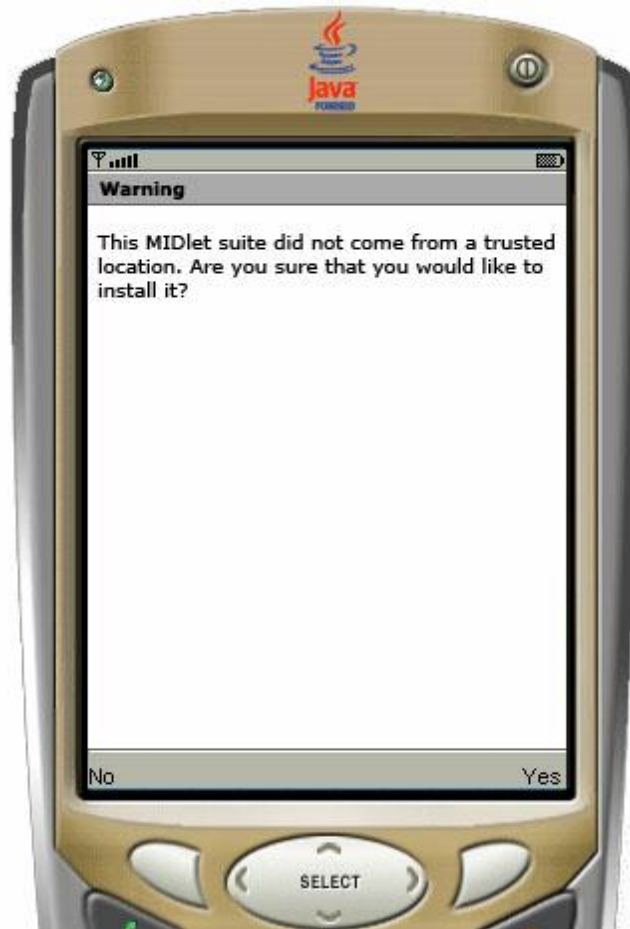 Java
POWERED
Warning
This MIDlet suite did not come from a trusted
location. Are you sure that you would like to
install it?
No
Yes
SELECT